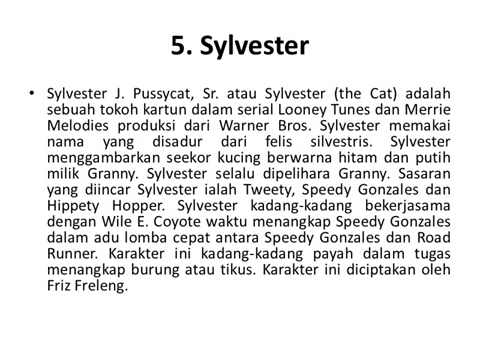 5. Sylvester
• Sylvester J. Pussycat, Sr. atau Sylvester (the Cat) adalah
sebuah tokoh kartun dalam serial Looney Tunes dan Merrie
Melodies produksi dari Warner Bros. Sylvester memakai
nama yang disadur dari felis silvestris. Sylvester
menggambarkan seekor kucing berwarna hitam dan putih
milik Granny. Sylvester selalu dipelihara Granny. Sasaran
yang diincar Sylvester ialah Tweety, Speedy Gonzales dan
Hippety Hopper. Sylvester kadang-kadang bekerjasama
dengan Wile E. Coyote waktu menangkap Speedy Gonzales
dalam adu lomba cepat antara Speedy Gonzales dan Road
Runner. Karakter ini kadang-kadang payah dalam tugas
menangkap burung atau tikus. Karakter ini diciptakan oleh
Friz Freleng.